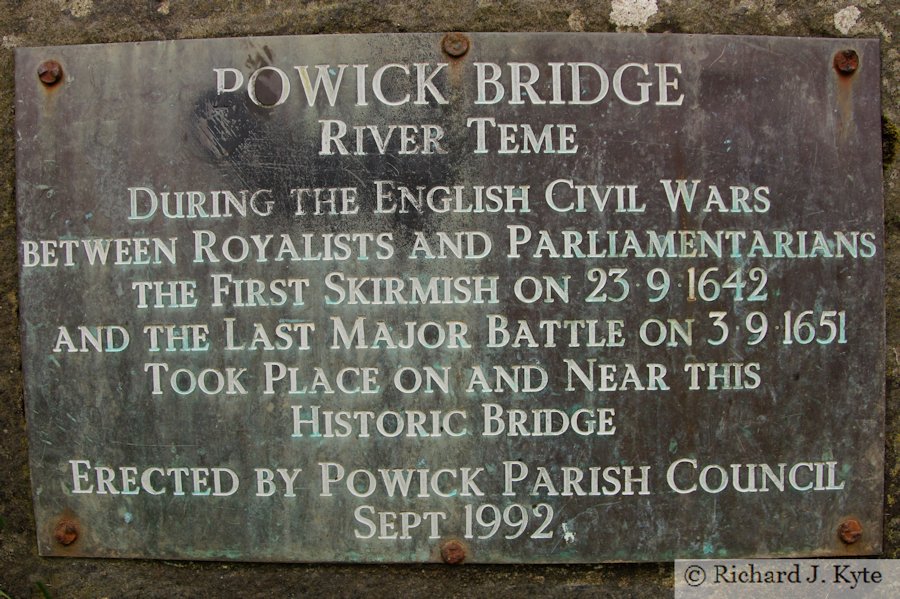 POWICK BRIDGE
RIVER TEME
DURING THE ENGLISH CIVIL WARS
BETWEEN ROYALISTS AND PARLIAMENTARIANS
THE FIRST SKIRMISH ON 23·9·1642
AND THE LAST MAJOR BATTLE ON 3·9·1651
TOOK PLACE ON AND NEAR THIS
HISTORIC BRIDGE
ERECTED BY POWICK PARISH COUNCIL
SEPT 1992
© Richard J. Kyte